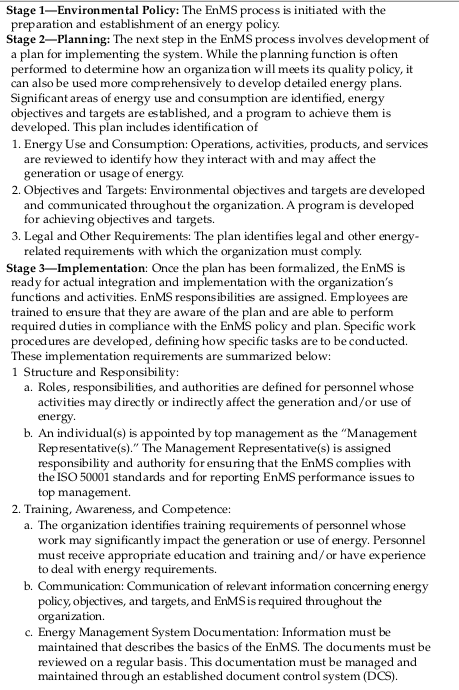 Stage 1—Environmental Policy: The EnMS process is initiated with the
preparation and establishment of an energy policy.
Stage 2—Planning: The next step in the EnMS process involves development of
a plan for implementing the system. While the planning function is often
performed to determine how an organization will meets its quality policy, it
can also be used more comprehensively to develop detailed energy plans.
Significant areas of energy use and consumption are identified, energy
objectives and targets are established, and a program to achieve them is
developed. This plan includes identification of
1. Energy Use and Consumption: Operations, activities, products, and services
are reviewed to identify how they interact with and may affect the
generation or usage of energy.
2. Objectives and Targets: Environmental objectives and targets are developed
and communicated throughout the organization. A program is developed
for achieving objectives and targets.
3. Legal and Other Requirements: The plan identifies legal and other energy-
related requirements with which the organization must comply.
Stage 3—Implementation: Once the plan has been formalized, the EnMS is
ready for actual integration and implementation with the organization's
functions and activities. EnMS responsibilities are assigned. Employees are
trained to ensure that they are aware of the plan and are able to perform
required duties in compliance with the EnMS policy and plan. Specific work
procedures are developed, defining how specific tasks are to be conducted.
These implementation requirements are summarized below:
1 Structure and Responsibility:
a. Roles, responsibilities, and authorities are defined for personnel whose
activities may directly or indirectly affect the generation and/or use of
energy.
b. An individual(s) is appointed by top management as the "Management
Representative(s)." The Management Representative(s) is assigned
responsibility and authority for ensuring that the EnMS complies with
the ISO 50001 standards and for reporting EnMS performance issues to
top management.
2. Training, Awareness, and Competence:
a. The organization identifies training requirements of personnel whose
work may significantly impact the generation or use of energy. Personnel
must receive appropriate education and training and/or have experience
to deal with energy requirements.
b. Communication: Communication of relevant information concerning energy
policy, objectives, and targets, and EnMS is required throughout the
organization.
c. Energy Management System Documentation: Information must be
maintained that describes the basics of the EnMS. The documents must be
reviewed on a regular basis. This documentation must be managed and
maintained through an established document control system (DCS).